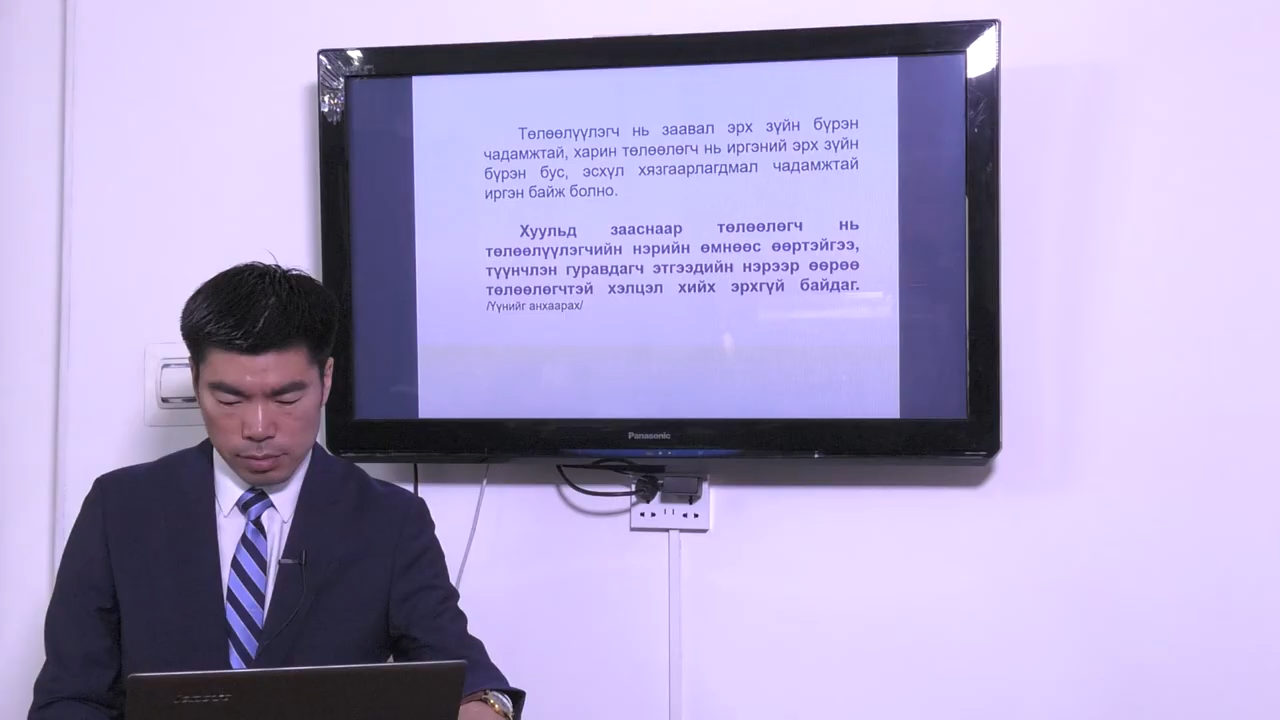 Төлөөлүүлэгч нь заавал эрх зүйн бүрэн
чадамжтай, харин төлөөлөгч нь иргэний эрх зүйн
бүрэн бус, эсхүл хязгаарлагдмал чадамжтай
иргэн байж болно.
Хуульд зааснаар төлөөлөгч нь
төлөөлүүлэгчийн нэрийн өмнөөс өөртэйгээ,
түүнчлэн гуравдагч этгээдийн нэрээр өөрөө
төлөөлөгчтэй хэлцэл хийх эрхгүй байдаг.
/Үүнийг анхаарах/
Panasonic
lenovo